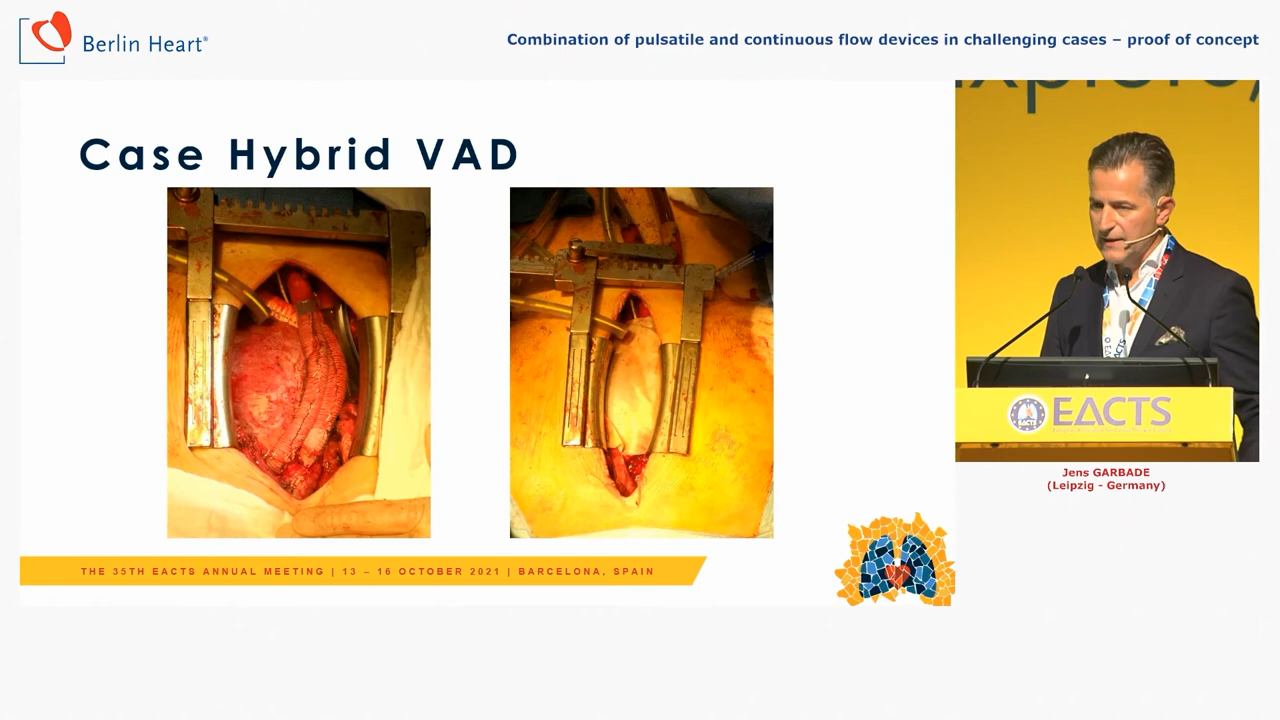 Berlin Heart®
Combination of pulsatile and continuous flow devices in challenging cases – proof of concept
Case Hybrid VAD
EACTS
Jens GARBADE
(Leipzig - Germany)
THE 35TH EACTS ANNUAL MEETING | 13 – 16 OCTOBER 2021 | BARCELONA, SPAIN